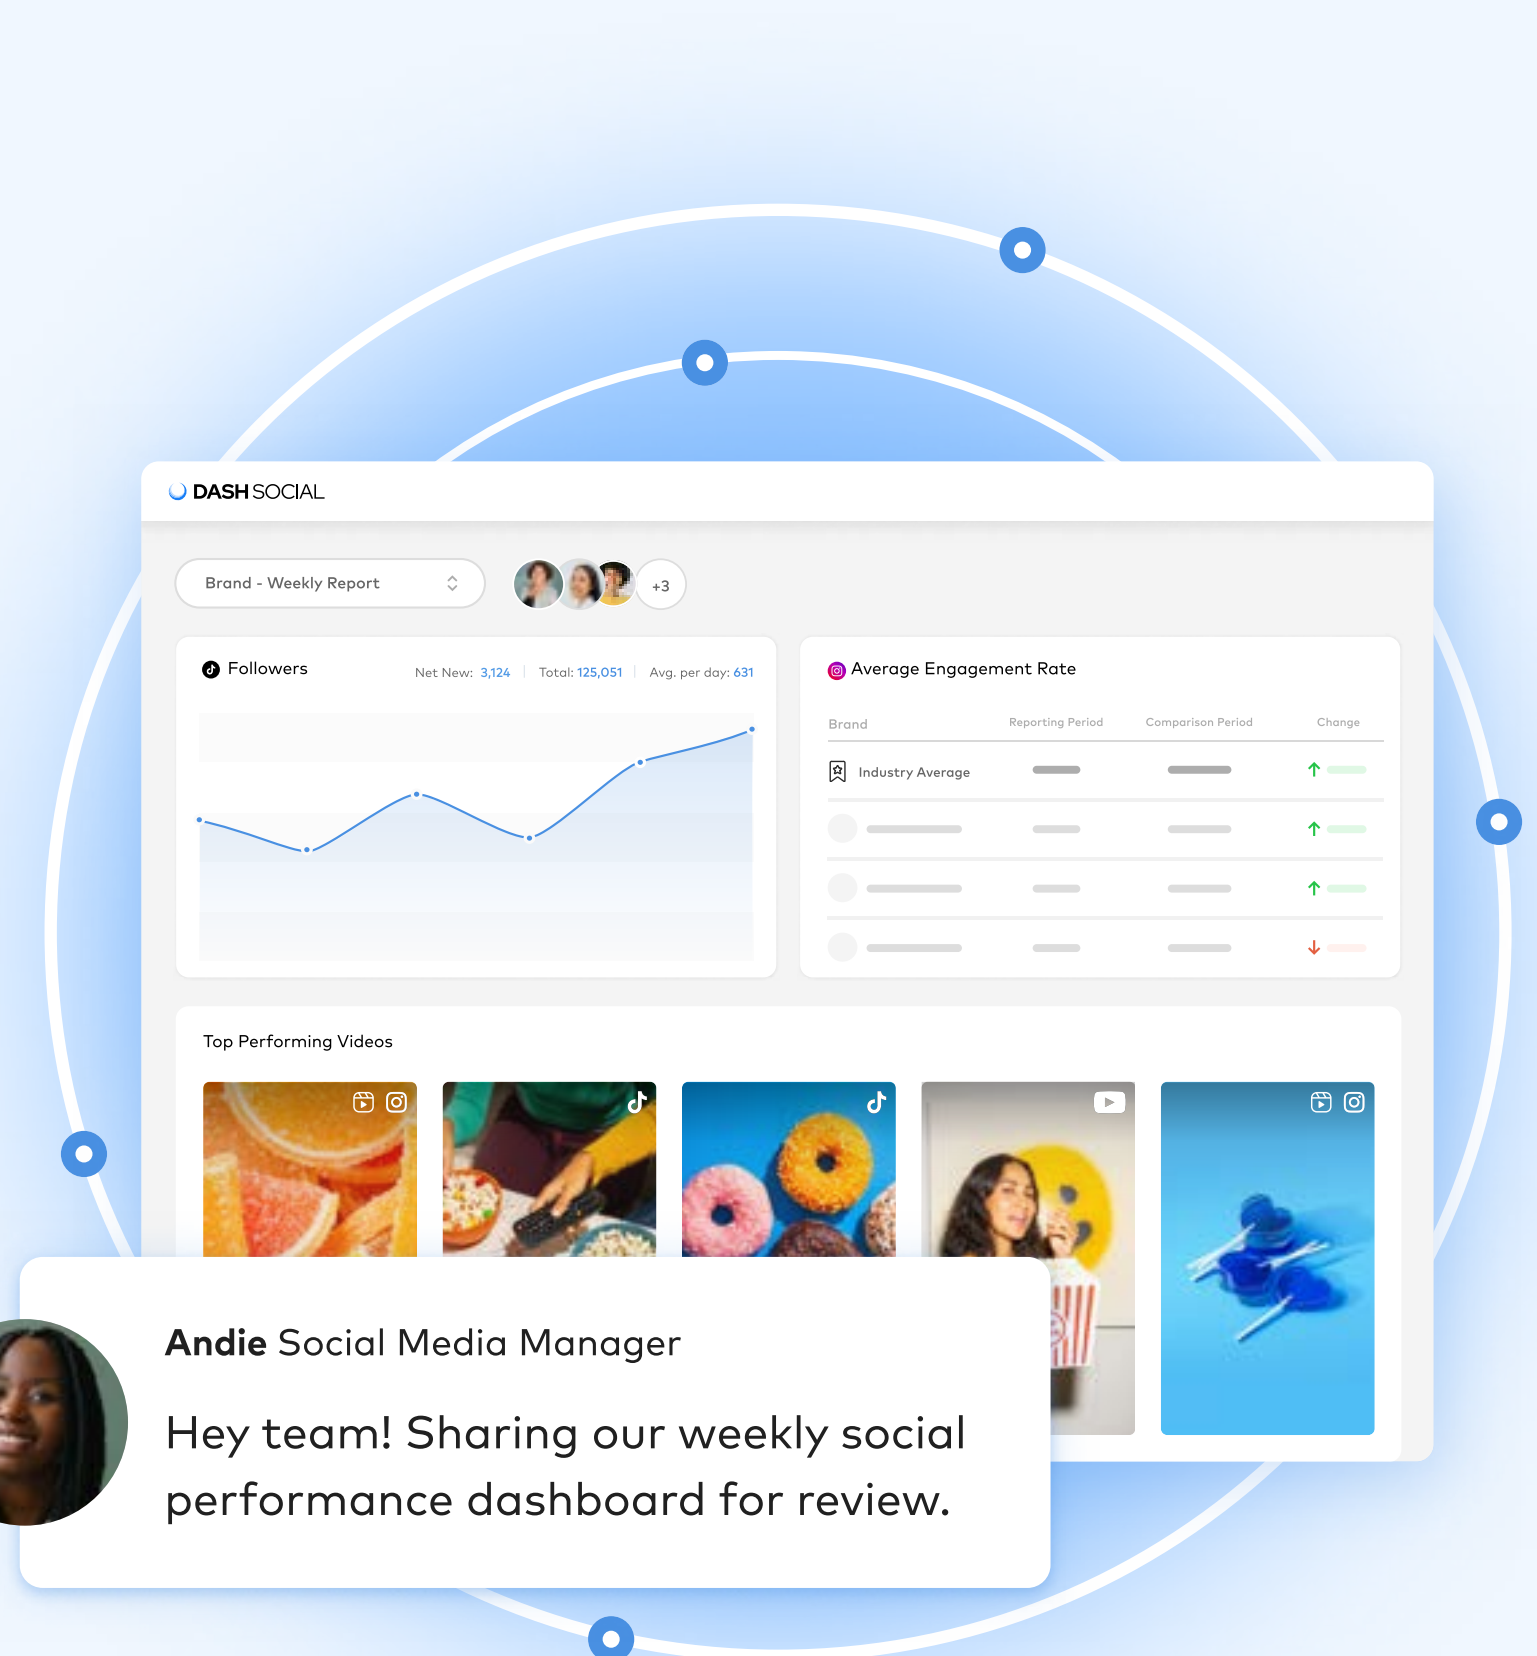 DASH SOCIAL
Brand - Weekly Report
+3
Followers
Net New: 3,124
Total: 125,051
Avg. per day: 631
Average Engagement Rate
Brand
Reporting Period
Comparison Period
Change
Industry Average
Top Performing Videos
Andie Social Media Manager
Hey team! Sharing our weekly social
performance dashboard for review.